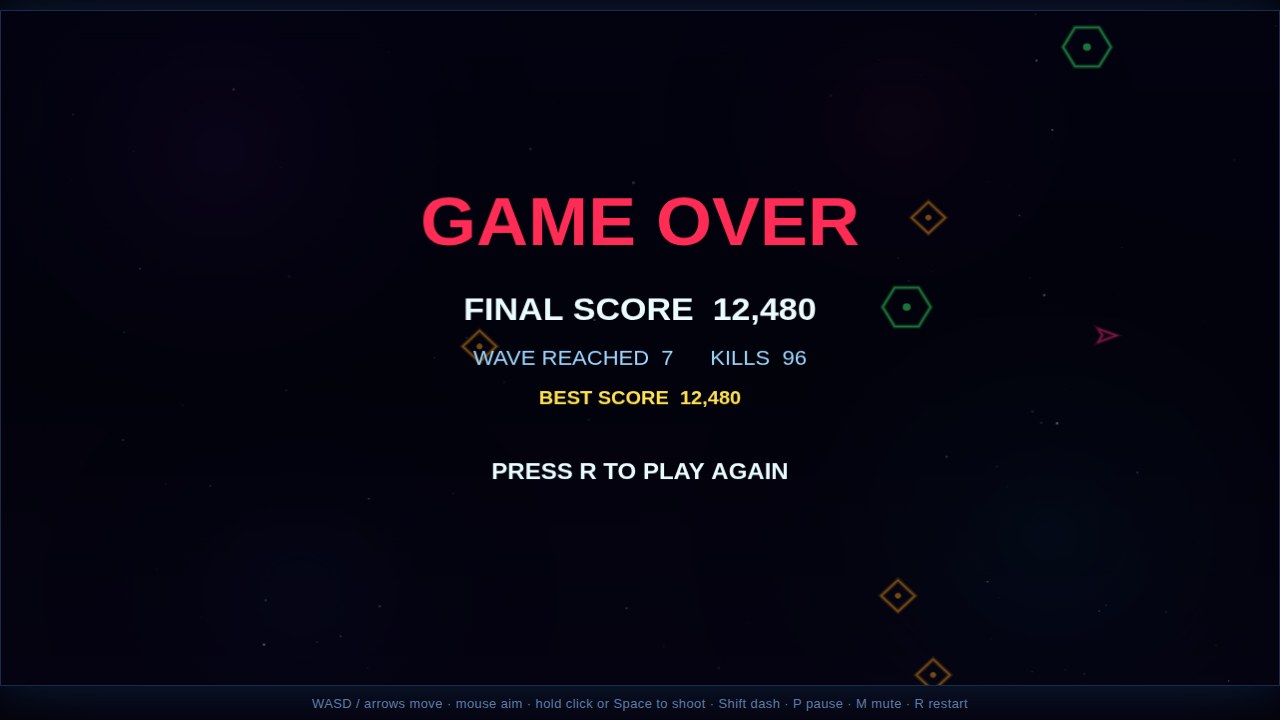 GAME OVER
FINAL SCORE 12,480
WAVE REACHED 7 KILLS 96
BEST SCORE 12,480
PRESS R TO PLAY AGAIN
WASD / arrows move · mouse aim · hold click or Space to shoot · Shift dash · P pause · M mute · R restart